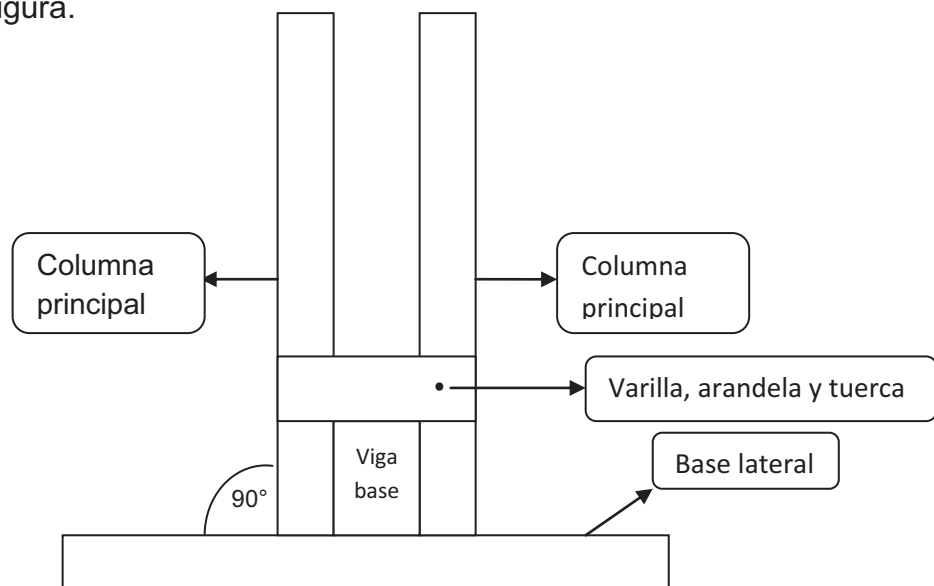 igura.
Columna
principal
Columna
principal
Varilla, arandela y tuerca
Viga
base
Base lateral
90°